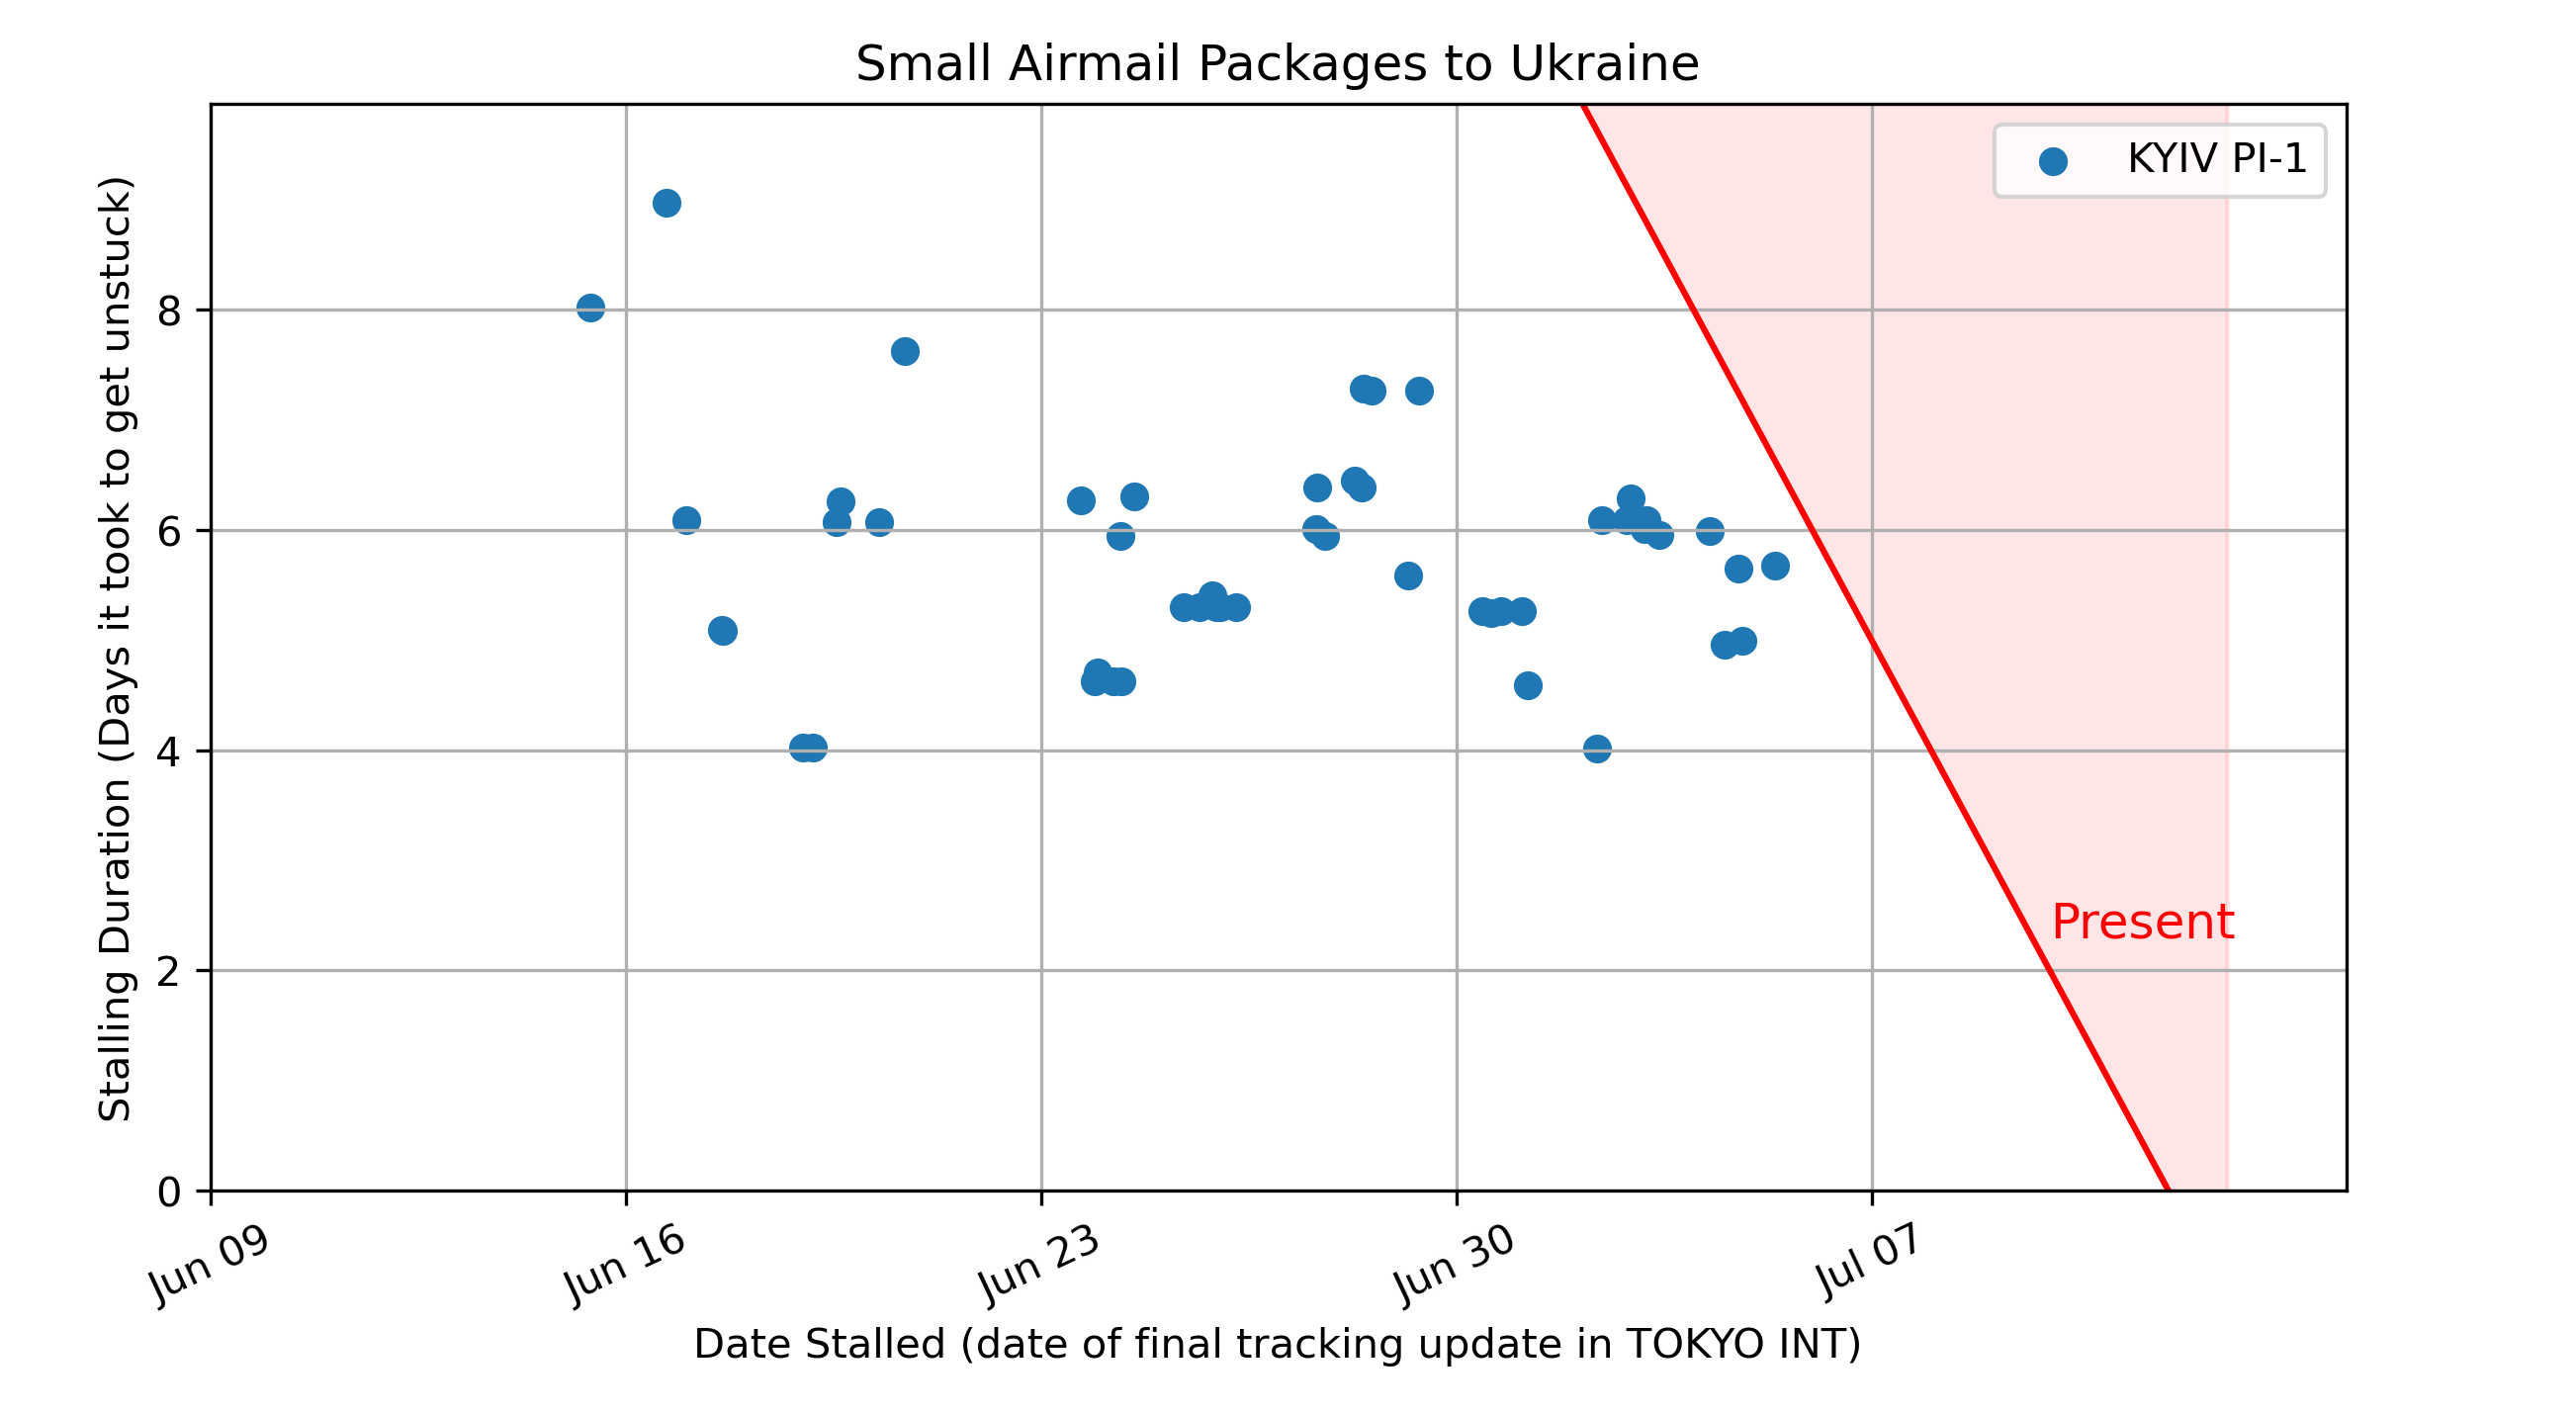 Small Airmail Packages to Ukraine
KYIV PI-1
Stalling Duration (Days it took to get unstuck)
8
6
4
2
0
Present
Jun 09
Jun 16
Jun 23
Jun 30
Jul 07
Date Stalled (date of final tracking update in TOKYO INT)